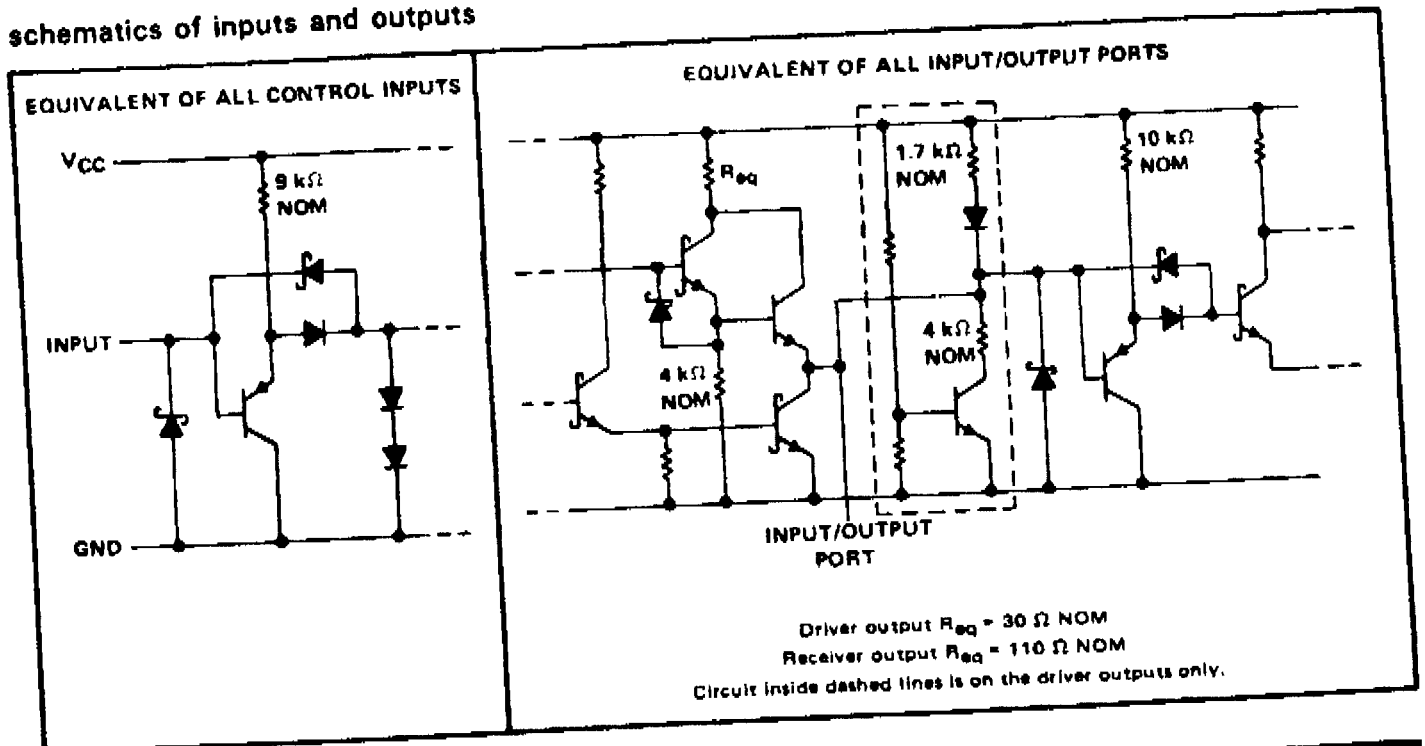 schematics of inputs and outputs
EQUIVALENT OF ALL CONTROL INPUTS
VCC
9 kΩ
NOM
INPUT
GND
EQUIVALENT OF ALL INPUT/OUTPUT PORTS
Req
4 kΩ
NOM
1.7 kΩ
NOM
4 kΩ
NOM
10 kΩ
NOM
INPUT/OUTPUT
PORT
Driver output Req = 30 Ω NOM
Receiver output Req = 110 Ω NOM
Circuit inside dashed lines is on the driver outputs only.